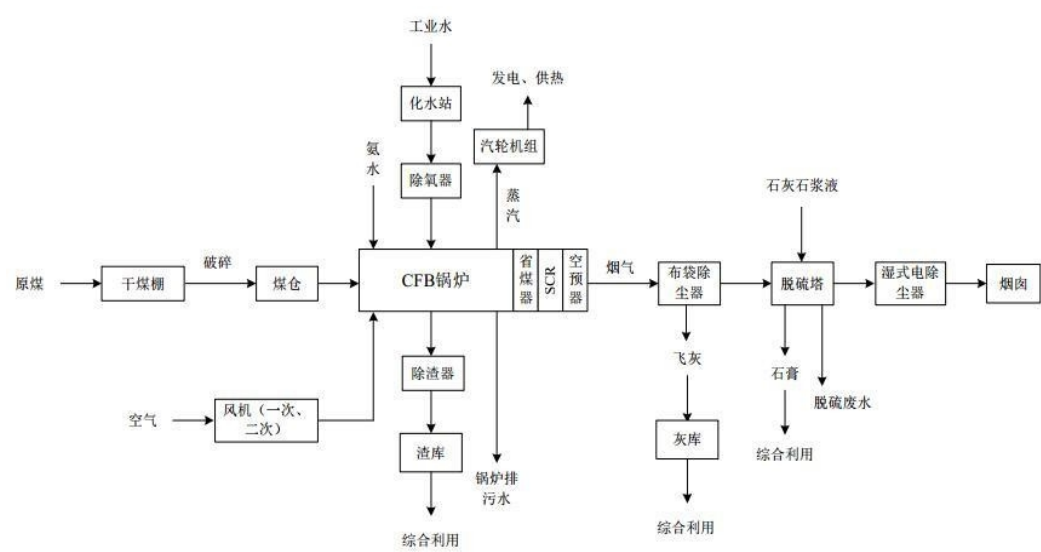 工业水
发电、供热
化水站
汽轮机组
氨水
除氧器
蒸汽
石灰石浆液
原煤
干煤棚
破碎
煤仓
CFB锅炉
省煤器
SCR
空预器
烟气
布袋除
尘器
脱硫塔
湿式电除
尘器
烟囱
除渣器
飞灰
石膏
脱硫废水
空气
风机（一次、
二次）
渣库
灰库
综合利用
锅炉排
污水
综合利用
综合利用